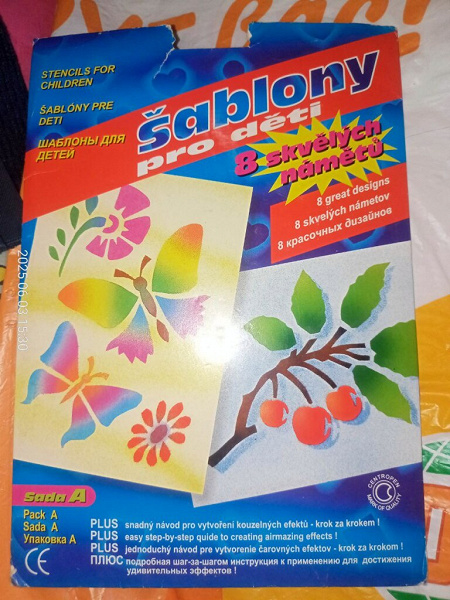 STENCILS FOR
CHILDREN
ŠABLÓNY PRE
DETI
ШАБЛОНЫ ДЛЯ
ДЕТЕЙ
šablony
pro děti
8 skvělých
námětů
8 great designs
8 skvelých námetov
8 красочных дизайнов
2025 06 03 15:30
Sada A
Pack A
Sada A
Упаковка A
CE
CENTROPEN
MARK OF QUALITY
PLUS snadný návod pro vytvoření kouzelných efektů - krok za krokem !
PLUS easy step-by-step quide to creating airmazing effects !
PLUS jednoduchý návod pre vytvorenie čarovných efektov - krok za krokom !
ПЛЮС подробная шаг-за-шагом инструкция к применению для достижения
удивительных эффектов !